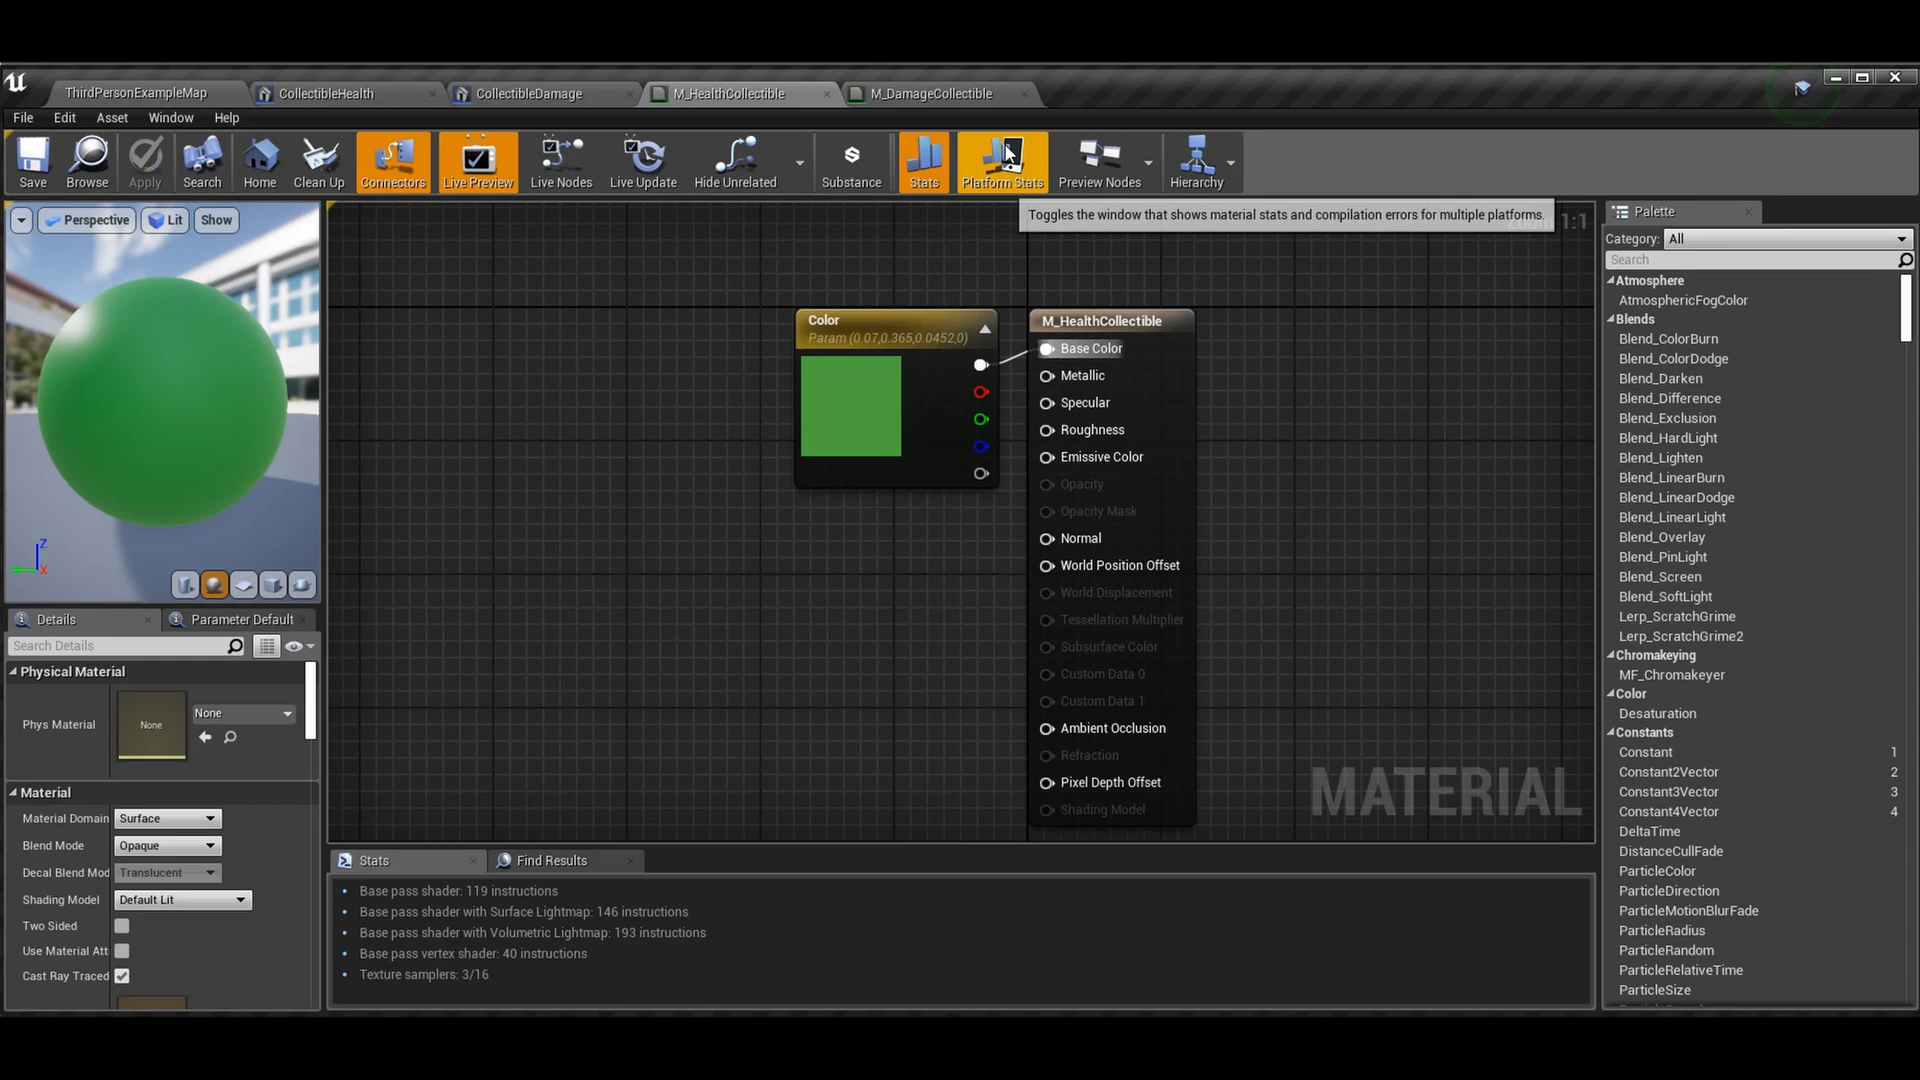 ThirdPersonExampleMap
CollectibleHealth
CollectibleDamage
M_HealthCollectible
M_DamageCollectible
File Edit Asset Window Help
Save
Browse
Apply
Search
Home
Clean Up
Connectors
Live Preview
Live Nodes
Live Update
Hide Unrelated
Substance
Stats
Platform Stats
Preview Nodes
Hierarchy
Perspective
Lit
Show
Toggles the window that shows material stats and compilation errors for multiple platforms.
1:1
Z
X
Color
Param (0.07,0.365,0.0452,0)
M_HealthCollectible
Base Color
Metallic
Specular
Roughness
Emissive Color
Opacity
Opacity Mask
Normal
World Position Offset
World Displacement
Tessellation Multiplier
Subsurface Color
Custom Data 0
Custom Data 1
Ambient Occlusion
Refraction
Pixel Depth Offset
Shading Model
MATERIAL
Details
Parameter Default
Search Details
Physical Material
Phys Material
None
None
Material
Material Domain
Surface
Blend Mode
Opaque
Decal Blend Mod
Translucent
Shading Model
Default Lit
Two Sided
Use Material Att
Cast Ray Traced
Stats
Find Results
Base pass shader: 119 instructions
Base pass shader with Surface Lightmap: 146 instructions
Base pass shader with Volumetric Lightmap: 193 instructions
Base pass vertex shader: 40 instructions
Texture samplers: 3/16
Palette
Category: All
Search
Atmosphere
AtmosphericFogColor
Blends
Blend_ColorBurn
Blend_ColorDodge
Blend_Darken
Blend_Difference
Blend_Exclusion
Blend_HardLight
Blend_Lighten
Blend_LinearBurn
Blend_LinearDodge
Blend_LinearLight
Blend_Overlay
Blend_PinLight
Blend_Screen
Blend_SoftLight
Lerp_ScratchGrime
Lerp_ScratchGrime2
Chromakeying
MF_Chromakeyer
Color
Desaturation
Constants
Constant 1
Constant2Vector 2
Constant3Vector 3
Constant4Vector 4
DeltaTime
DistanceCullFade
ParticleColor
ParticleDirection
ParticleMotionBlurFade
ParticleRadius
ParticleRandom
ParticleRelativeTime
ParticleSize